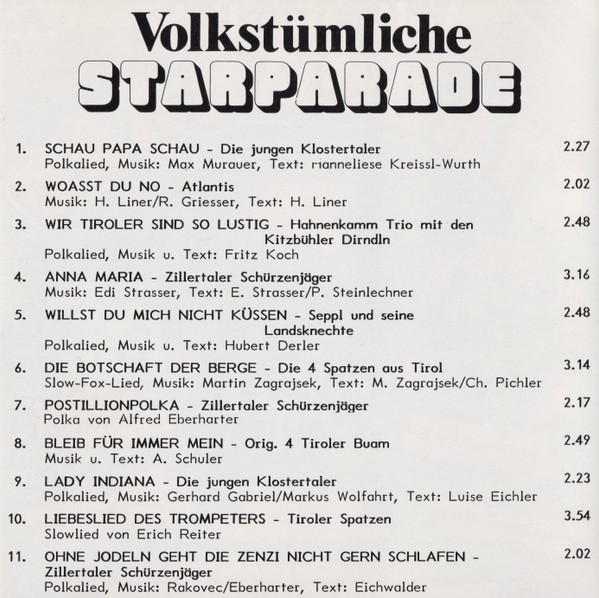 Volkstümliche
STARPARADE
1. SCHAU PAPA SCHAU - Die jungen Klostertaler 2.27
Polkalied, Musik: Max Murauer, Text: Hanneliese Kreissl-Wurth
2. WOASST DU NO - Atlantis 2.02
Musik: H. Liner/R. Griesser, Text: H. Liner
3. WIR TIROLER SIND SO LUSTIG - Hahnenkamm Trio mit den 2.48
Kitzbühler Dirndln
Polkalied, Musik u. Text: Fritz Koch
4. ANNA MARIA - Zillertaler Schürzenjäger 3.16
Musik: Edi Strasser, Text: E. Strasser/P. Steinlechner
5. WILLST DU MICH NICHT KÜSSEN - Seppl und seine 2.48
Landsknechte
Polkalied, Musik u. Text: Hubert Derler
6. DIE BOTSCHAFT DER BERGE - Die 4 Spatzen aus Tirol 3.14
Slow-Fox-Lied, Musik: Martin Zagrajsek, Text: M. Zagrajsek/Ch. Pichler
7. POSTILLIONPOLKA - Zillertaler Schürzenjäger 2.17
Polka von Alfred Eberharter
8. BLEIB FÜR IMMER MEIN - Orig. 4 Tiroler Buam 2.49
Musik u. Text: A. Schuler
9. LADY INDIANA - Die jungen Klostertaler 2.23
Polkalied, Musik: Gerhard Gabriel/Markus Wolfahrt, Text: Luise Eichler
10. LIEBESLIED DES TROMPETERS - Tiroler Spatzen 3.54
Slowlied von Erich Reiter
11. OHNE JODELN GEHT DIE ZENZI NICHT GERN SCHLAFEN - 2.02
Zillertaler Schürzenjäger
Polkalied, Musik: Rakovec/Eberharter, Text: Eichwalder